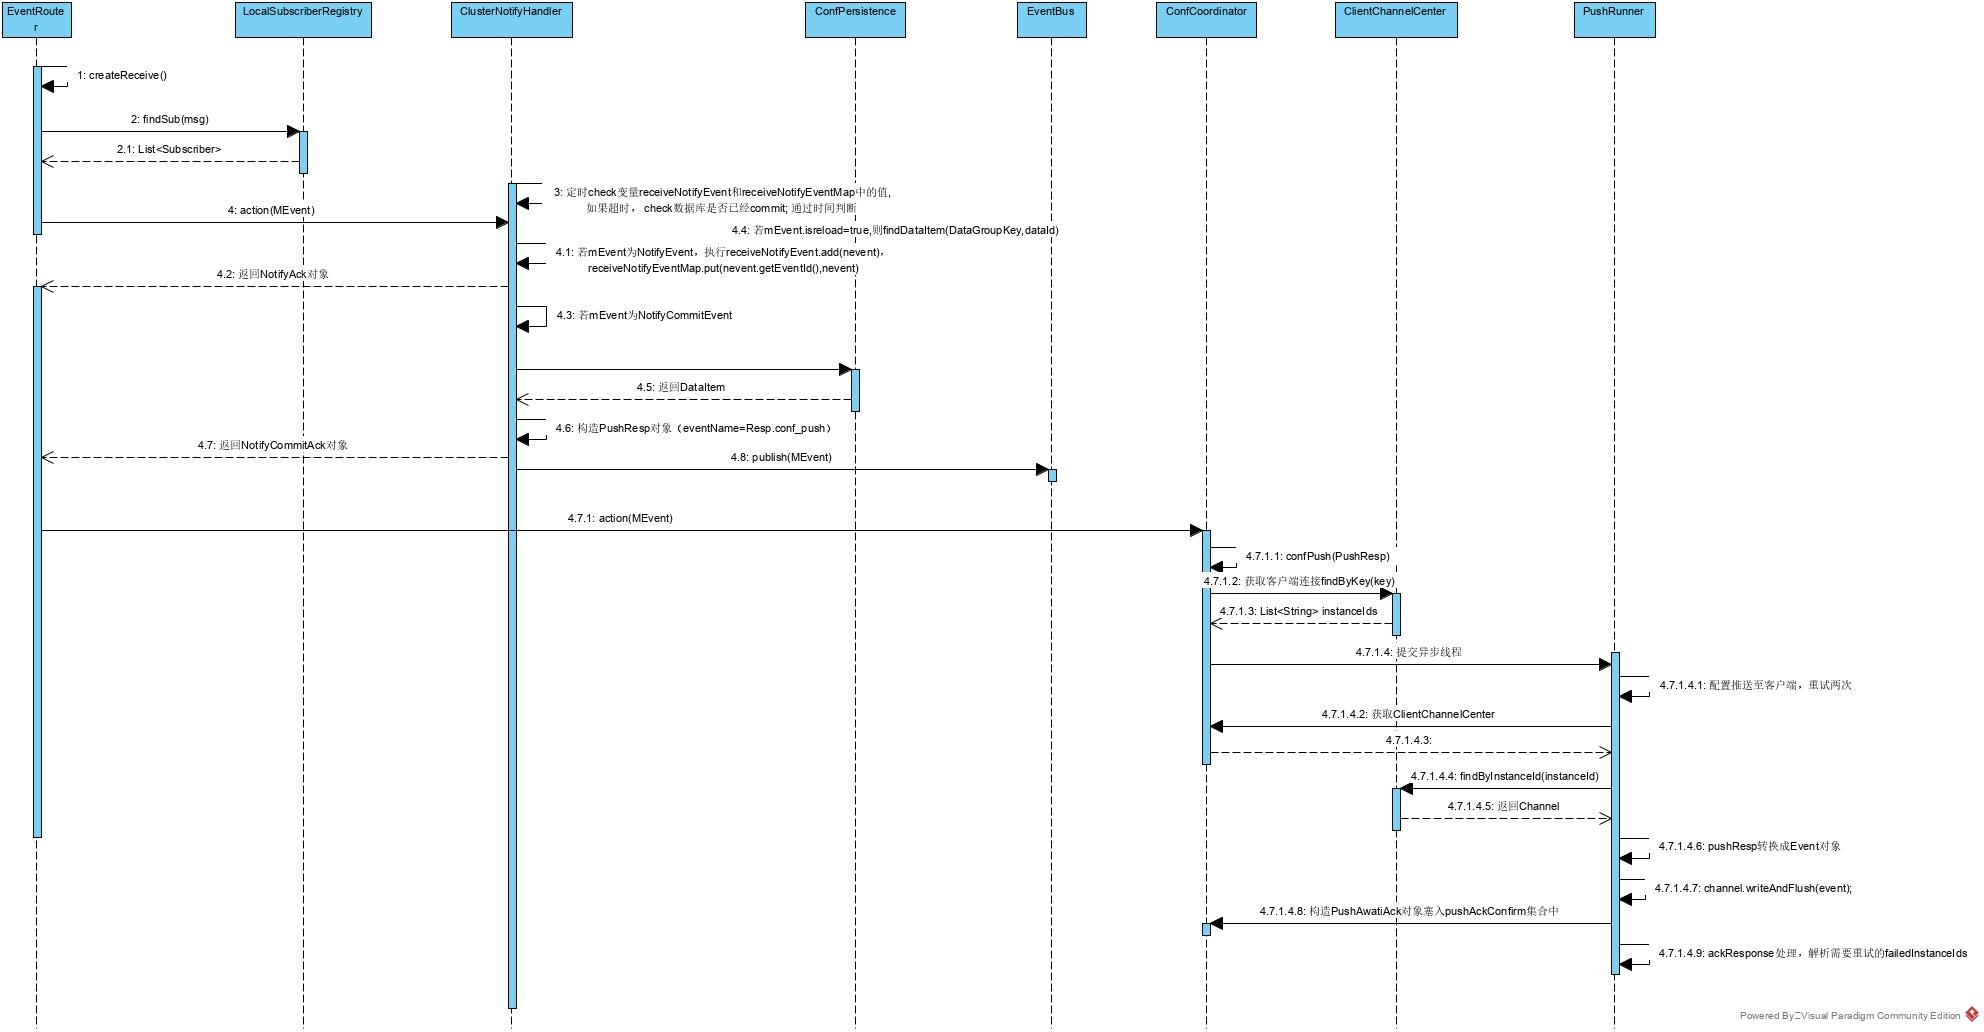 EventRoute
r
LocalSubscriberRegistry
ClusterNotifyHandler
ConfPersistence
EventBus
ConfCoordinator
ClientChannelCenter
PushRunner
1: createReceive()
2: findSub(msg)
2.1: List<Subscriber>
3: 定时check变量receiveNotifyEvent和receiveNotifyEventMap中的值,
如果超时， check数据库是否已经commit; 通过时间判断
4: action(MEvent)
4.4: 若mEvent.isreload=true,则findDataItem(DataGroupKey,dataId)
4.1: 若mEvent为NotifyEvent，执行receiveNotifyEvent.add(nevent)，
receiveNotifyEventMap.put(nevent.getEventId(),nevent)
4.2: 返回NotifyAck对象
4.3: 若mEvent为NotifyCommitEvent
4.5: 返回DataItem
4.6: 构造PushResp对象（eventName=Resp.conf_push）
4.7: 返回NotifyCommitAck对象
4.8: publish(MEvent)
4.7.1: action(MEvent)
4.7.1.1: confPush(PushResp)
4.7.1.2: 获取客户端连接findByKey(key)
4.7.1.3: List<String> instanceIds
4.7.1.4: 提交异步线程
4.7.1.4.1: 配置推送至客户端，重试两次
4.7.1.4.2: 获取ClientChannelCenter
4.7.1.4.3:
4.7.1.4.4: findByInstanceId(instanceId)
4.7.1.4.5: 返回Channel
4.7.1.4.6: pushResp转换成Event对象
4.7.1.4.7: channel.writeAndFlush(event);
4.7.1.4.8: 构造PushAwatiAck对象塞入pushAckConfirm集合中
4.7.1.4.9: ackResponse处理，解析需要重试的failedInstanceIds
Powered By Visual Paradigm Community Edition